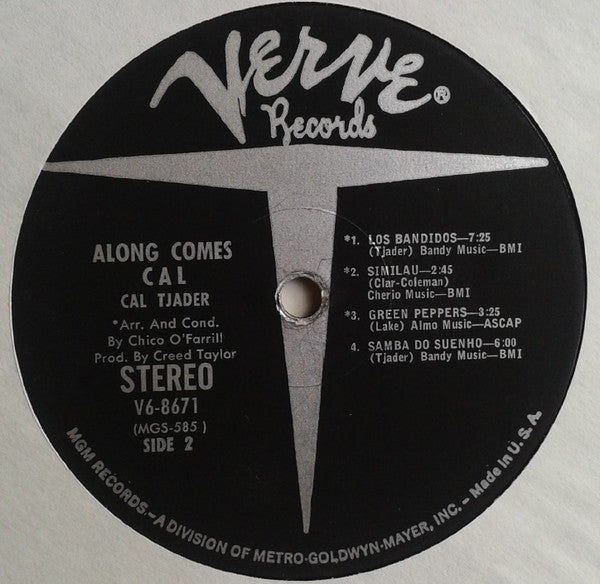 VERVE®
Records
ALONG COMES
CAL
CAL TJADER
*Arr. And Cond.
By Chico O'Farrill
Prod. By Creed Taylor
STEREO
V6-8671
(MGS-585 )
SIDE 2
*1. LOS BANDIDOS—7:25
(Tjader) Bandy Music—BMI
*2. SIMILAU—2:45
(Clar-Coleman)
Cherio Music—BMI
*3. GREEN PEPPERS—3:25
(Lake) Almo Music—ASCAP
4. SAMBA DO SUENHO—6:00
(Tjader) Bandy Music—BMI
MGM RECORDS.–A DIVISION OF METRO-GOLDWYN-MAYER, INC. – Made in U. S. A.